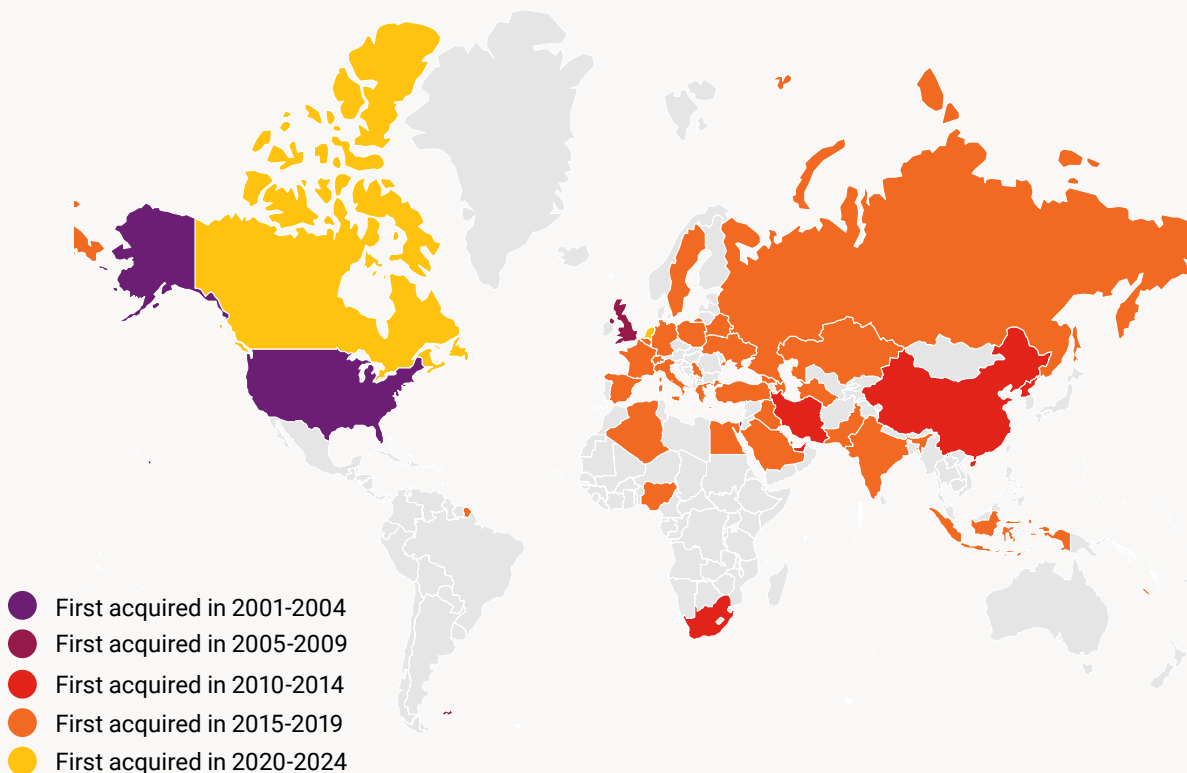 First acquired in 2001-2004
First acquired in 2005-2009
First acquired in 2010-2014
First acquired in 2015-2019
First acquired in 2020-2024